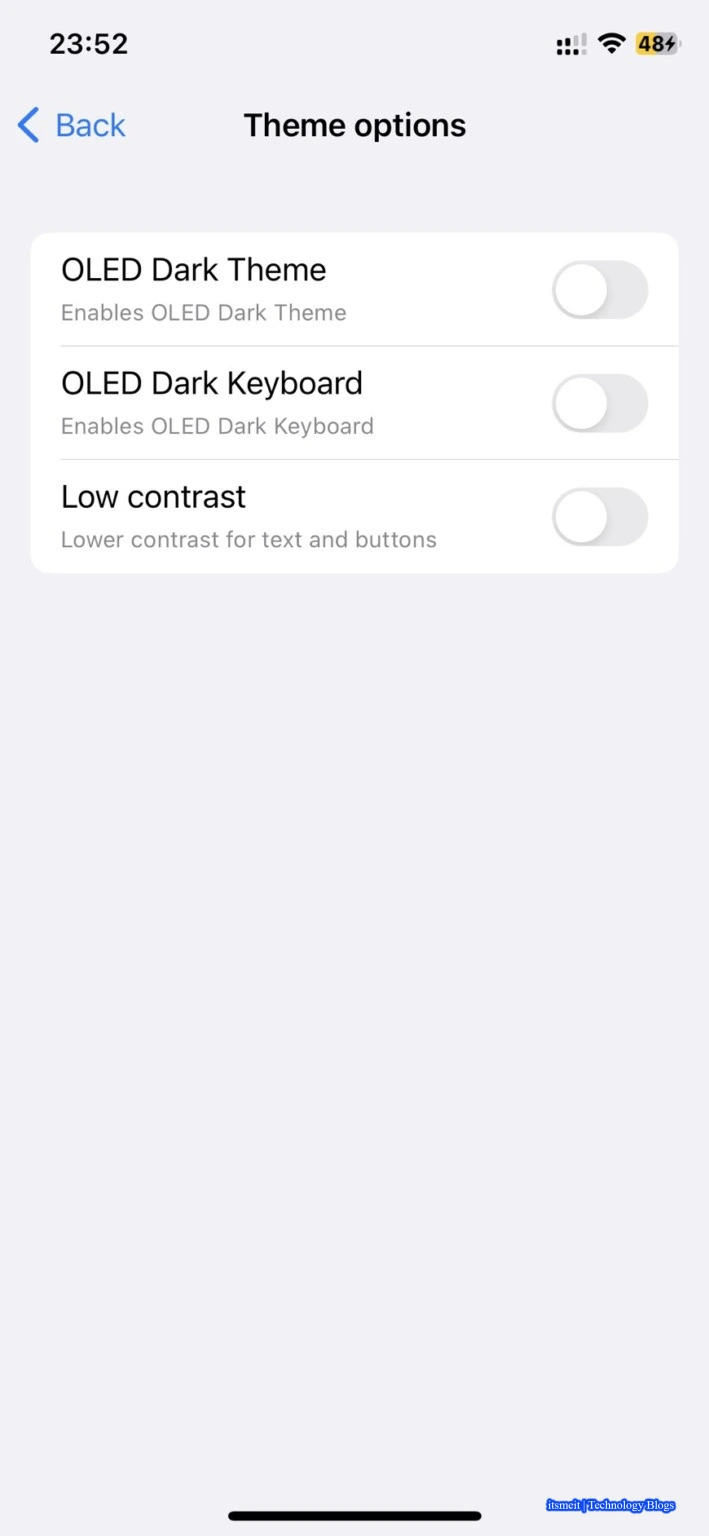 23:52
48
Back
Theme options
OLED Dark Theme
Enables OLED Dark Theme
OLED Dark Keyboard
Enables OLED Dark Keyboard
Low contrast
Lower contrast for text and buttons
itsmeit | Technology Blogs